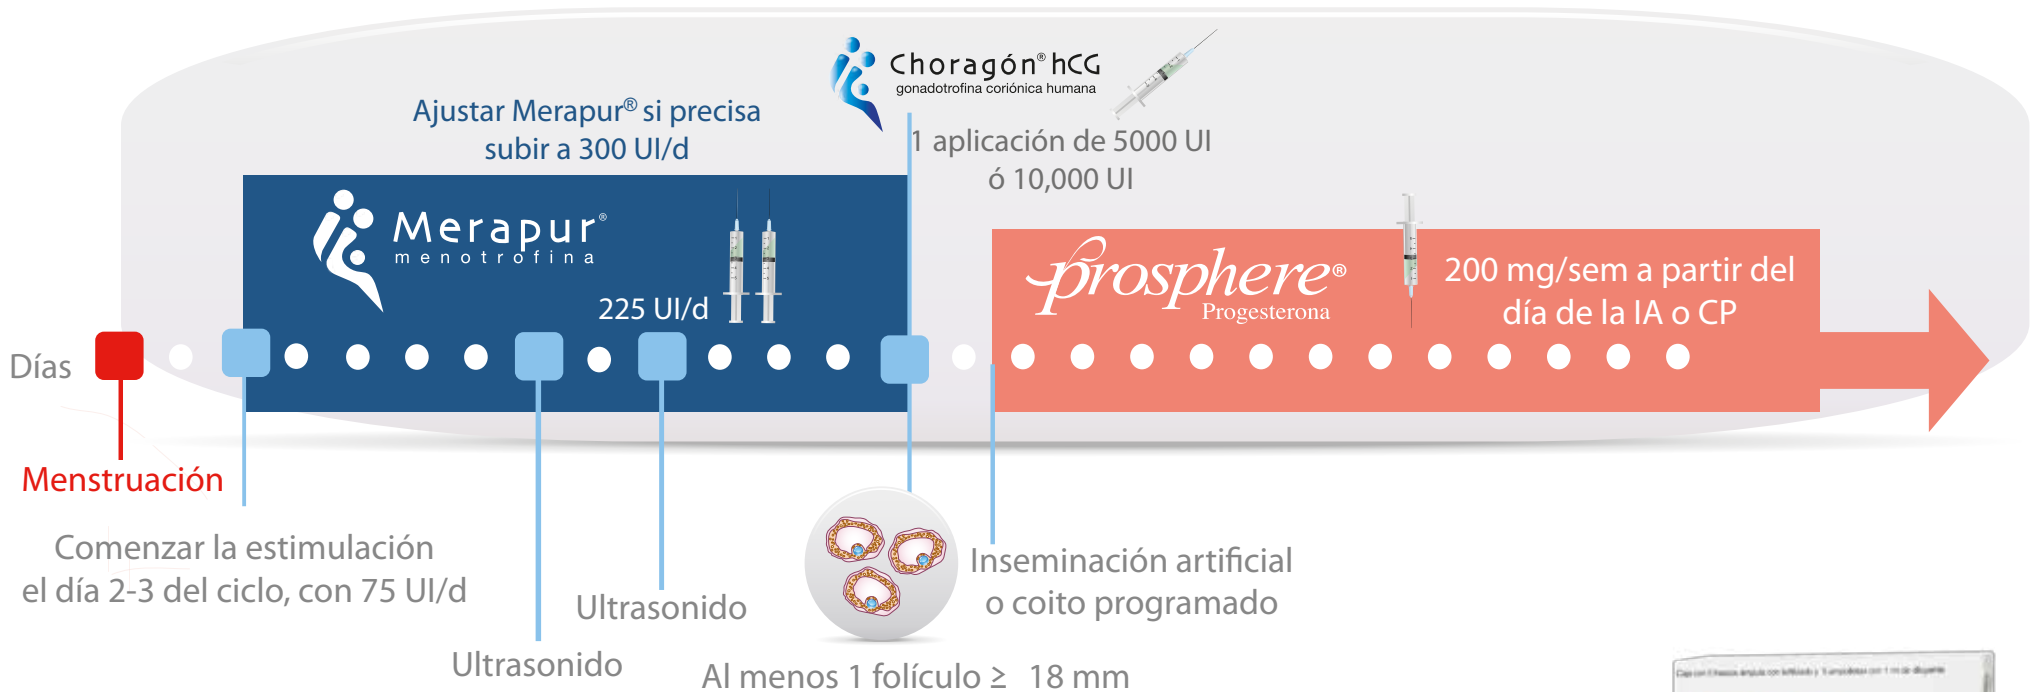 Choragón® hCG
gonadotrofina coriónica humana
Ajustar Merapur® si precisa
subir a 300 UI/d
1 aplicación de 5000 UI
ó 10,000 UI
Merapur®
menotrofina
225 UI/d
prosphere®
Progesterona
200 mg/sem a partir del
día de la IA o CP
Días
Menstruación
Comenzar la estimulación
el día 2-3 del ciclo, con 75 UI/d
Ultrasonido
Ultrasonido
Inseminación artificial
o coito programado
Al menos 1 folículo ≥ 18 mm